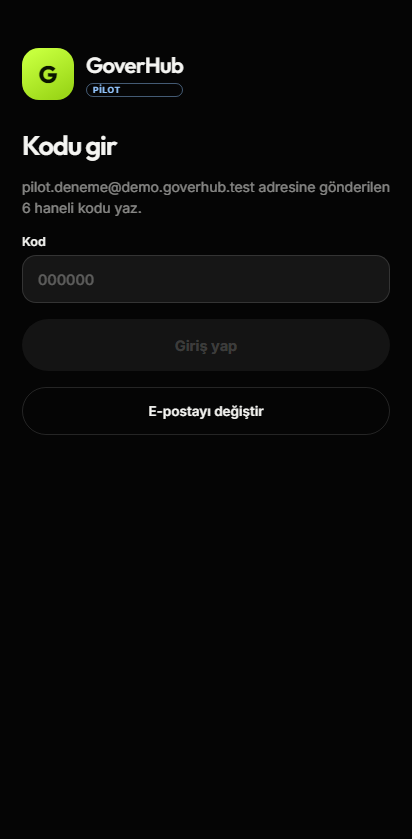 G
GoverHub
PİLOT
Kodu gir
pilot.deneme@demo.goverhub.test adresine gönderilen
6 haneli kodu yaz.
Kod
000000
Giriş yap
E-postayı değiştir